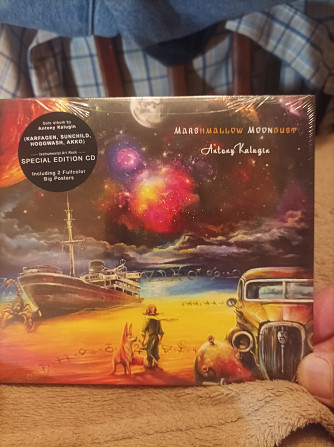 Solo album by
Antony Kalugin
(KARFAGEN, SUNCHILD,
HOGGWASH, AKKO)
Instrumental Art Rock
SPECIAL EDITION CD
Including 2 Fullcolor
Big Posters
MARSHMALLOW MOONDUST
Antony Kalugin